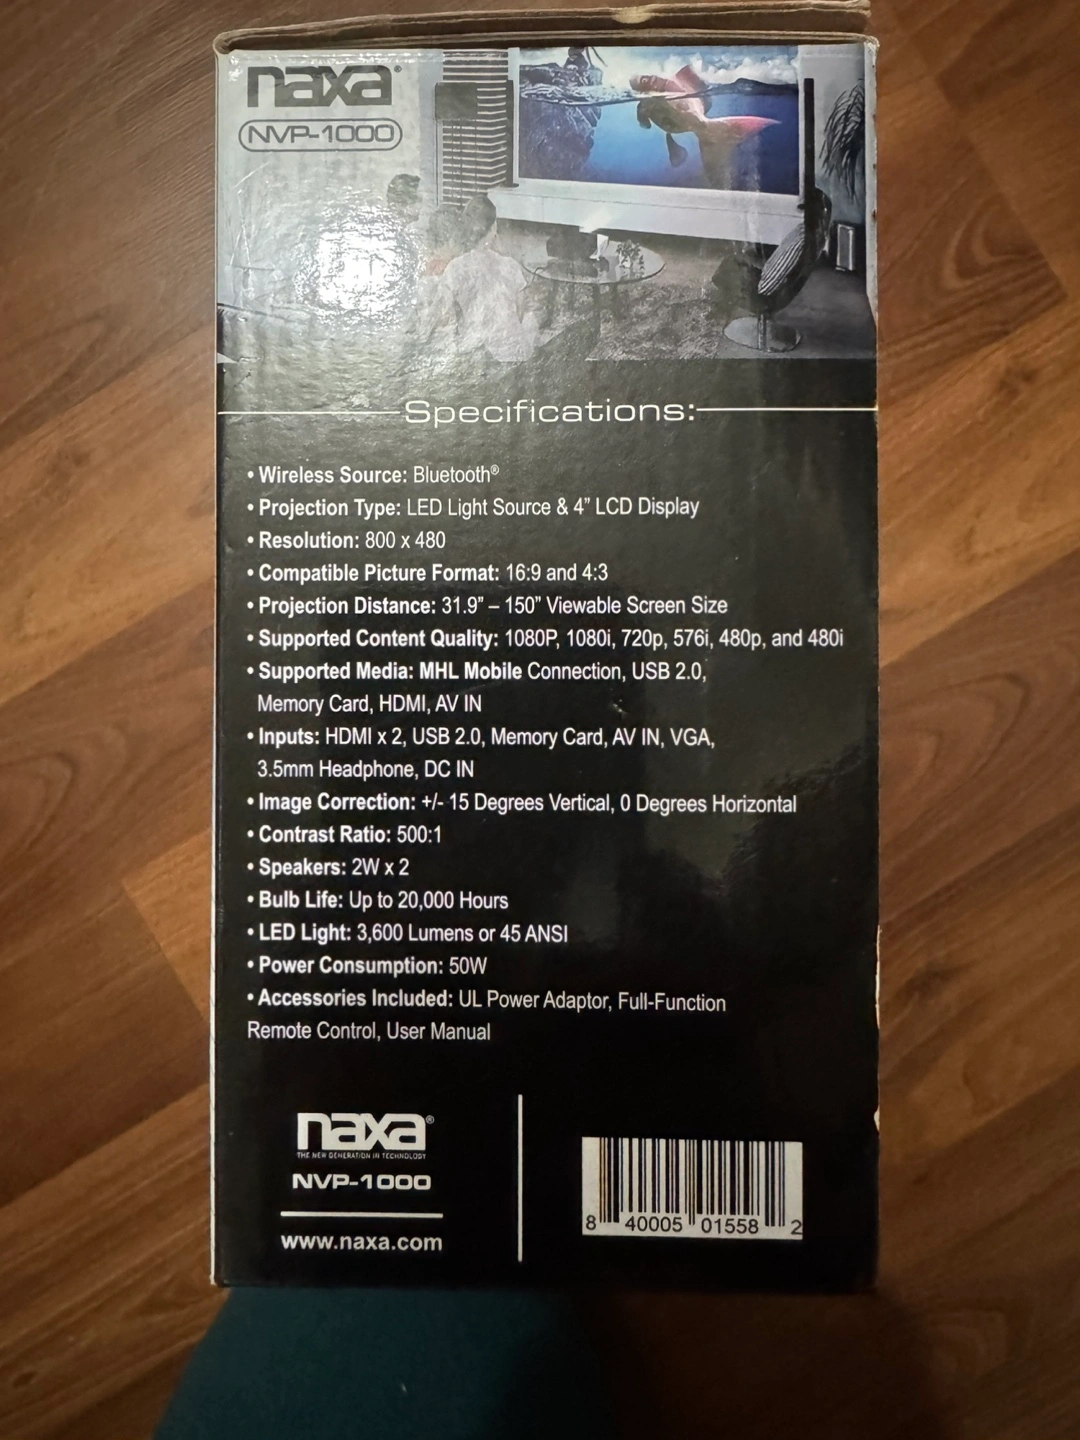 naxa®
NVP-1000
Specifications:
• Wireless Source: Bluetooth®
• Projection Type: LED Light Source & 4” LCD Display
• Resolution: 800 x 480
• Compatible Picture Format: 16:9 and 4:3
• Projection Distance: 31.9” – 150” Viewable Screen Size
• Supported Content Quality: 1080P, 1080i, 720p, 576i, 480p, and 480i
• Supported Media: MHL Mobile Connection, USB 2.0,
Memory Card, HDMI, AV IN
• Inputs: HDMI x 2, USB 2.0, Memory Card, AV IN, VGA,
3.5mm Headphone, DC IN
• Image Correction: +/- 15 Degrees Vertical, 0 Degrees Horizontal
• Contrast Ratio: 500:1
• Speakers: 2W x 2
• Bulb Life: Up to 20,000 Hours
• LED Light: 3,600 Lumens or 45 ANSI
• Power Consumption: 50W
• Accessories Included: UL Power Adaptor, Full-Function
Remote Control, User Manual
naxa®
THE NEW GENERATION IN TECHNOLOGY
NVP-1000
www.naxa.com
8 40005 01558 2